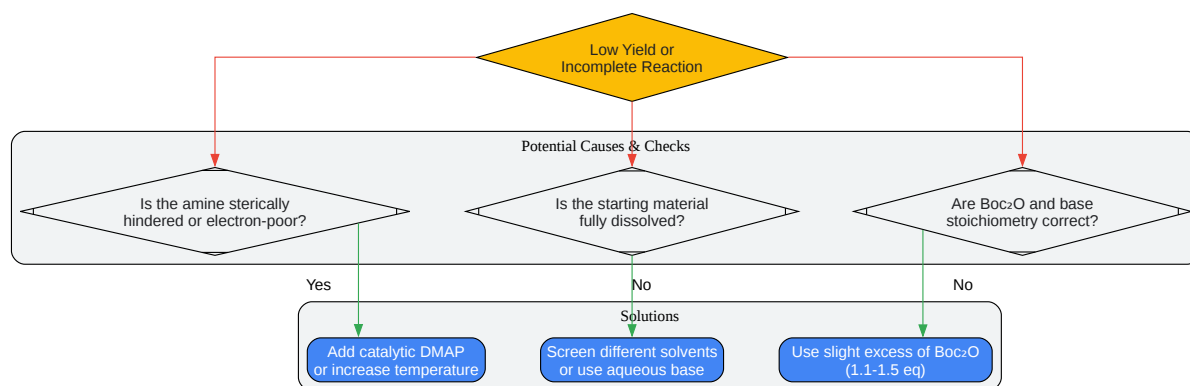 Low Yield or
Incomplete Reaction
Potential Causes & Checks
Is the amine sterically
hindered or electron-poor?
Is the starting material
fully dissolved?
Are Boc₂O and base
stoichiometry correct?
Yes
No
No
Solutions
Add catalytic DMAP
or increase temperature
Screen different solvents
or use aqueous base
Use slight excess of Boc₂O
(1.1-1.5 eq)